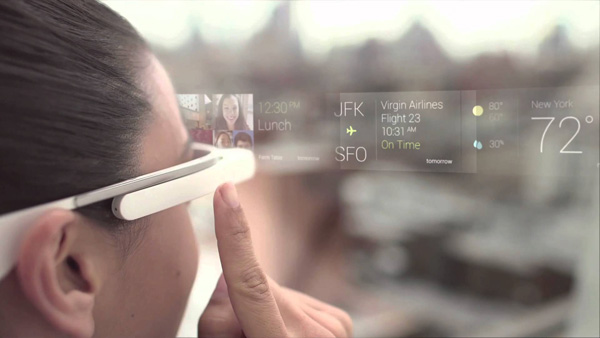 12:30 PM
Lunch
JFK
SFO
Virgin Airlines
Flight 23
10:31 AM
On Time
tomorrow
80°
30%
New York
72°